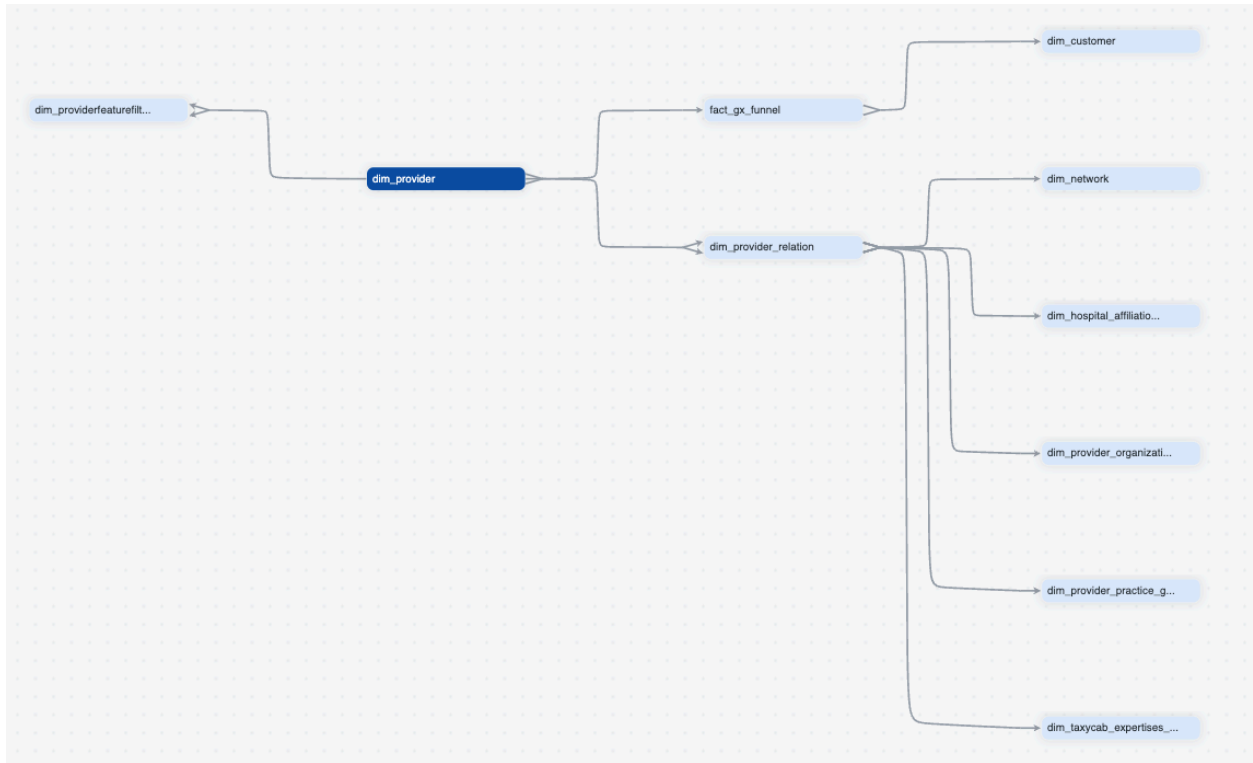 dim_customer
dim_providerfeaturefilt...
fact_gx_funnel
dim_provider
dim_network
dim_provider_relation
dim_hospital_affiliatio...
dim_provider_organizati...
dim_provider_practice_g...
dim_taxycab_expertises_...